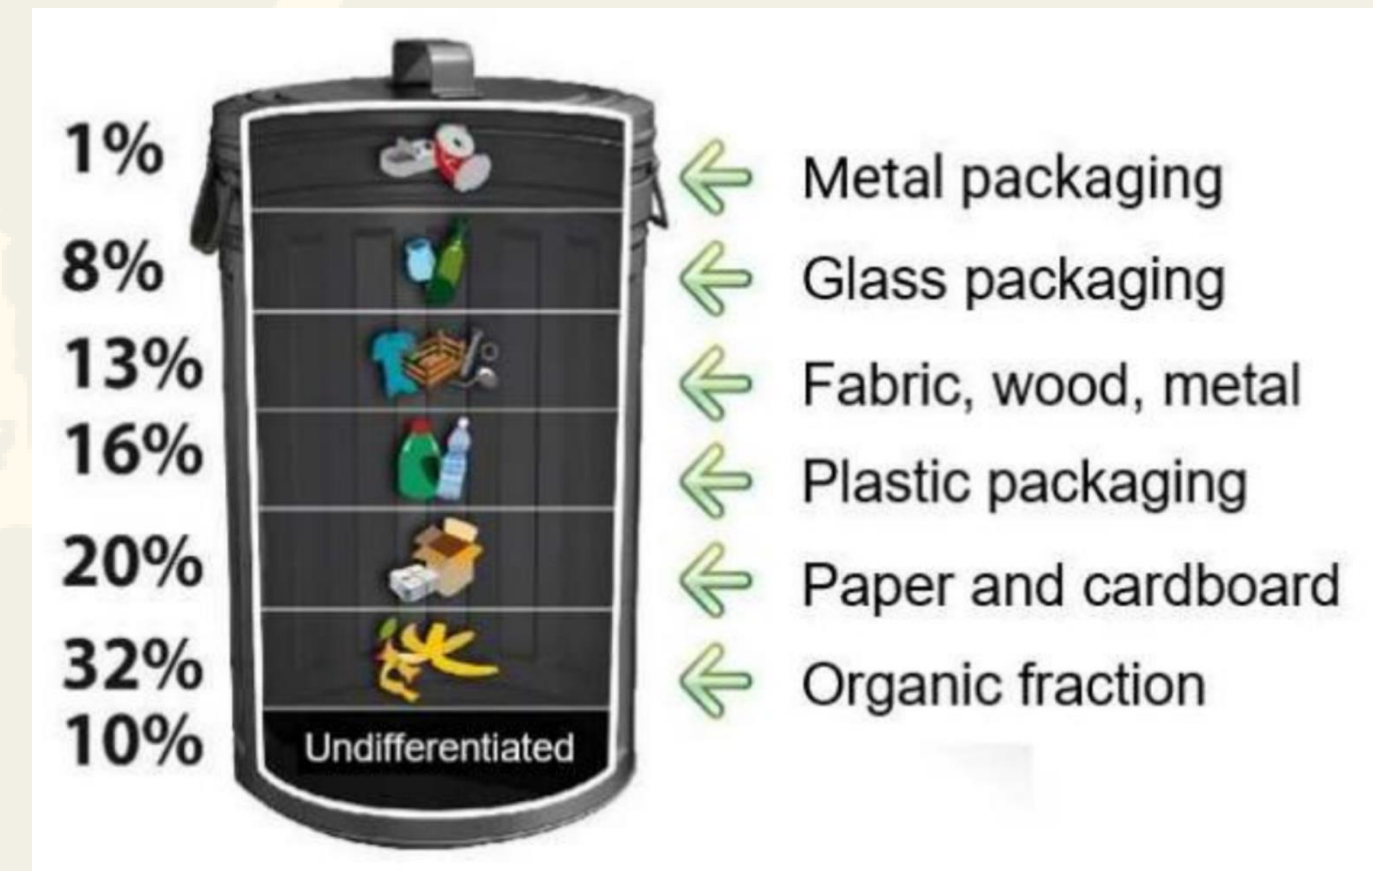 1%
Metal packaging
8%
Glass packaging
13%
Fabric, wood, metal
16%
Plastic packaging
20%
Paper and cardboard
32%
Organic fraction
10%
Undifferentiated